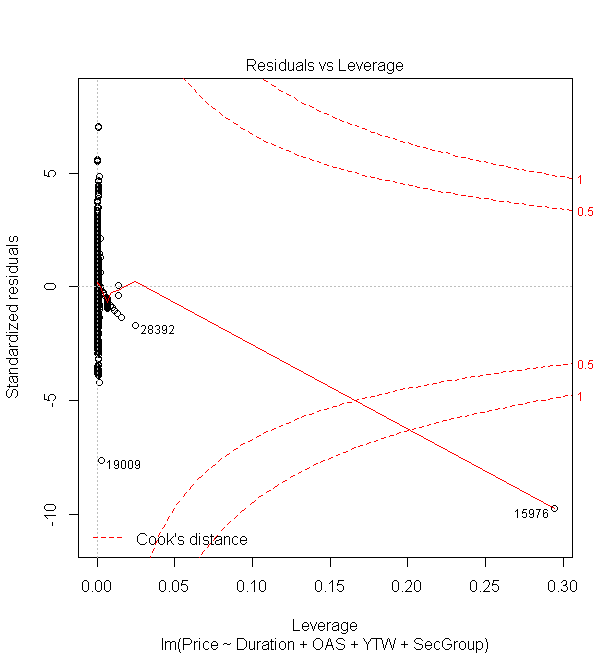 Residuals vs Leverage
Standardized residuals
5
0
-5
-10
1
0.5
0.5
1
28392
19009
15976
Cook's distance
0.00 0.05 0.10 0.15 0.20 0.25 0.30
Leverage
lm(Price ~ Duration + OAS + YTW + SecGroup)